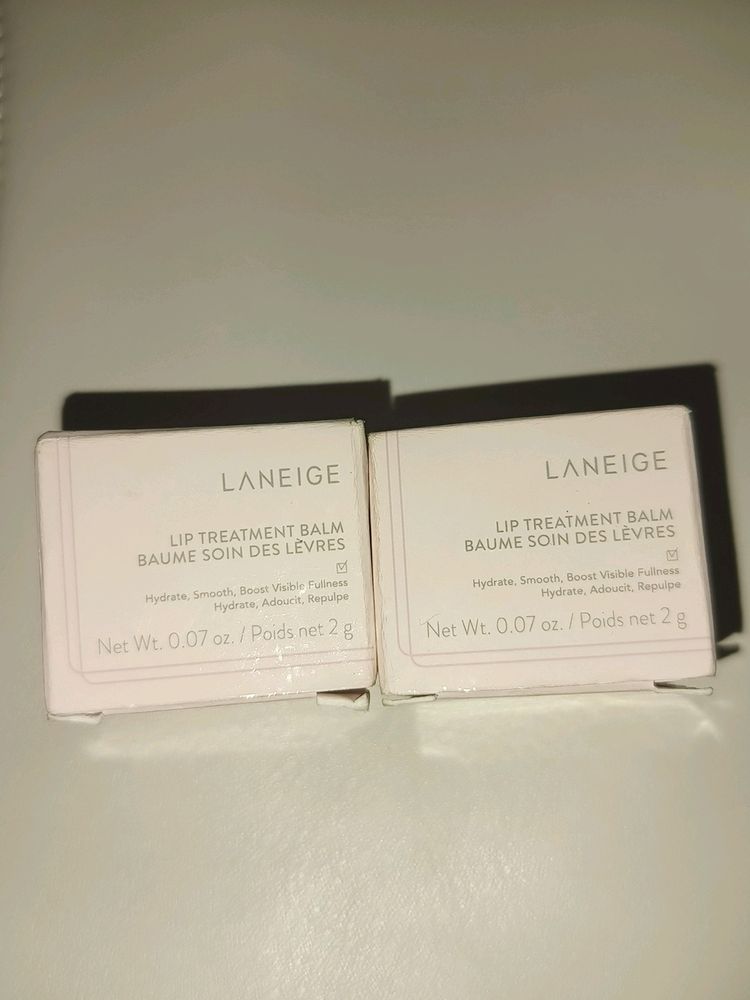 LANEIGE
LIP TREATMENT BALM
BAUME SOIN DES LÈVRES
Hydrate, Smooth, Boost Visible Fullness
Hydrate, Adoucit, Repulpe
Net Wt. 0.07 oz. / Poids net 2 g
LANEIGE
LIP TREATMENT BALM
BAUME SOIN DES LÈVRES
Hydrate, Smooth, Boost Visible Fullness
Hydrate, Adoucit, Repulpe
Net Wt. 0.07 oz. / Poids net 2 g